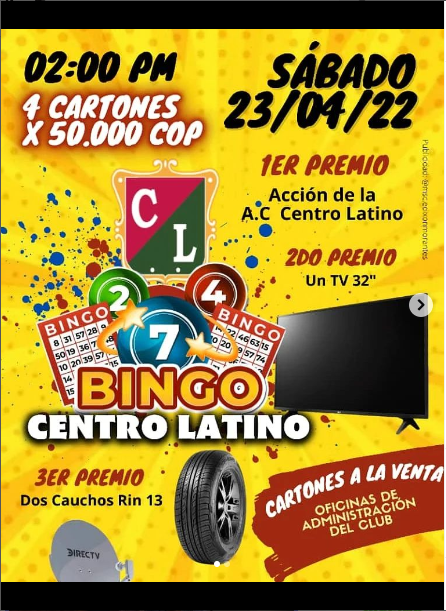 02:00 PM
SÁBADO
23/04/22
4 CARTONES
X 50.000 COP
1ER PREMIO
Acción de la
A.C Centro Latino
C
L
2DO PREMIO
Un TV 32"
2
4
7
BINGO
BINGO
BINGO
CENTRO LATINO
3ER PREMIO
Dos Cauchos Rin 13
CARTONES A LA VENTA
OFICINAS DE
ADMINISTRACIÓN
DEL CLUB
DIRECTV